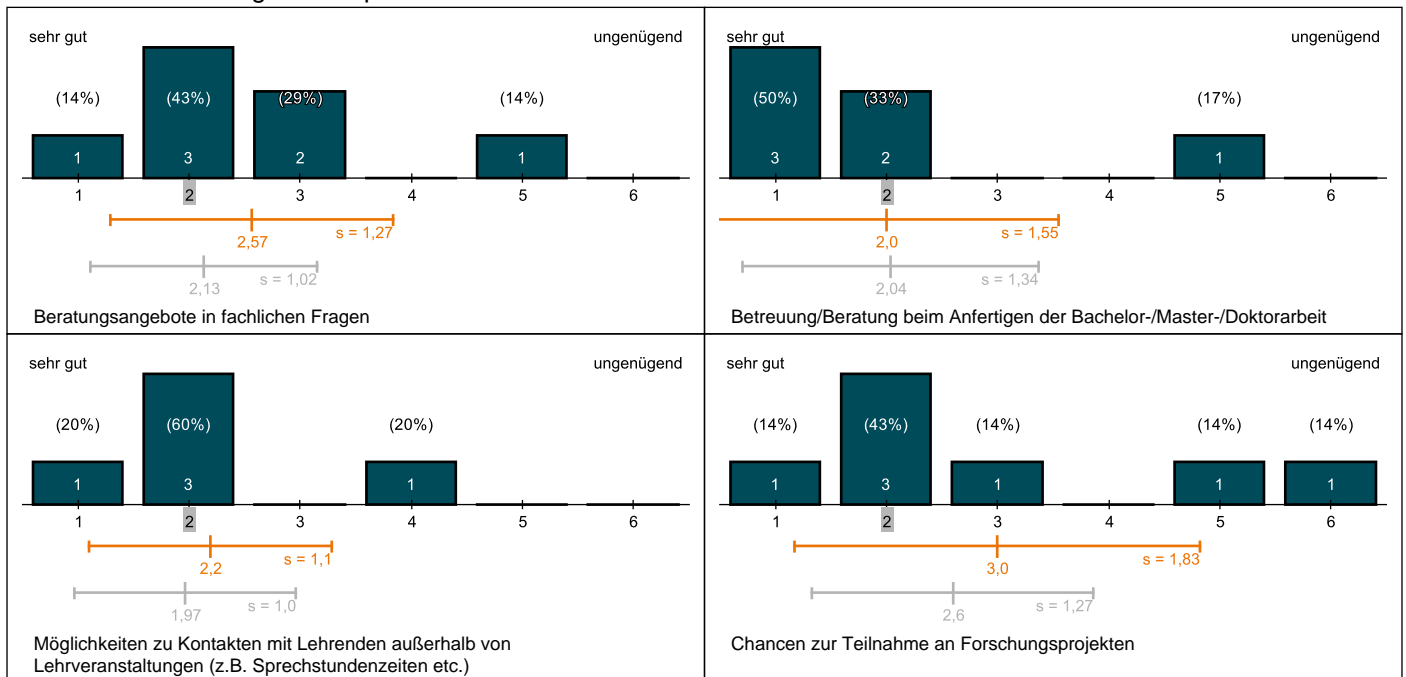 sehr gut ungenügend
(14%) (43%) (29%) (14%)
1 3 2 1
1 2 3 4 5 6
s = 1,27
2,57
s = 1,02
2,13
Beratungsangebote in fachlichen Fragen
sehr gut ungenügend
(50%) (33%) (17%)
3 2 1
1 2 3 4 5 6
s = 1,55
2,0
s = 1,34
2,04
Betreuung/Beratung beim Anfertigen der Bachelor-/Master-/Doktorarbeit
sehr gut ungenügend
(20%) (60%) (20%)
1 3 1
1 2 3 4 5 6
s = 1,1
2,2
s = 1,0
1,97
Möglichkeiten zu Kontakten mit Lehrenden außerhalb von
Lehrveranstaltungen (z.B. Sprechstundenzeiten etc.)
sehr gut ungenügend
(14%) (43%) (14%) (14%) (14%)
1 3 1 1 1
1 2 3 4 5 6
s = 1,83
3,0
s = 1,27
2,6
Chancen zur Teilnahme an Forschungsprojekten